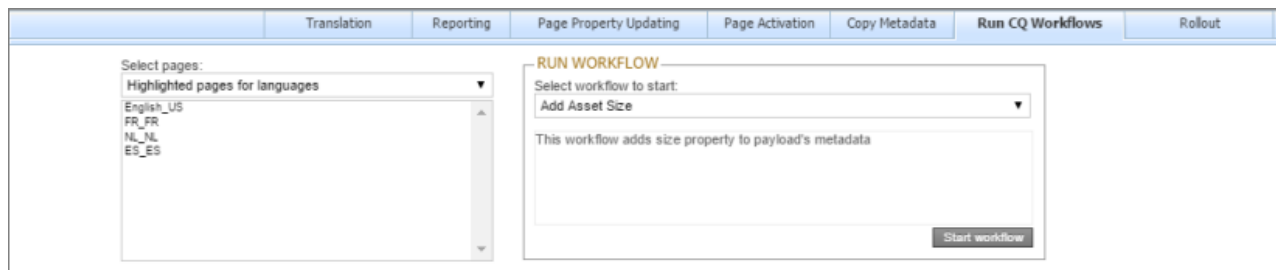 Translation Reporting Page Property Updating Page Activation Copy Metadata Run CQ Workflows Rollout
Select pages:
Highlighted pages for languages
English_US
FR_FR
NL_NL
ES_ES
RUN WORKFLOW
Select workflow to start:
Add Asset Size
This workflow adds size property to payload's metadata
Start workflow